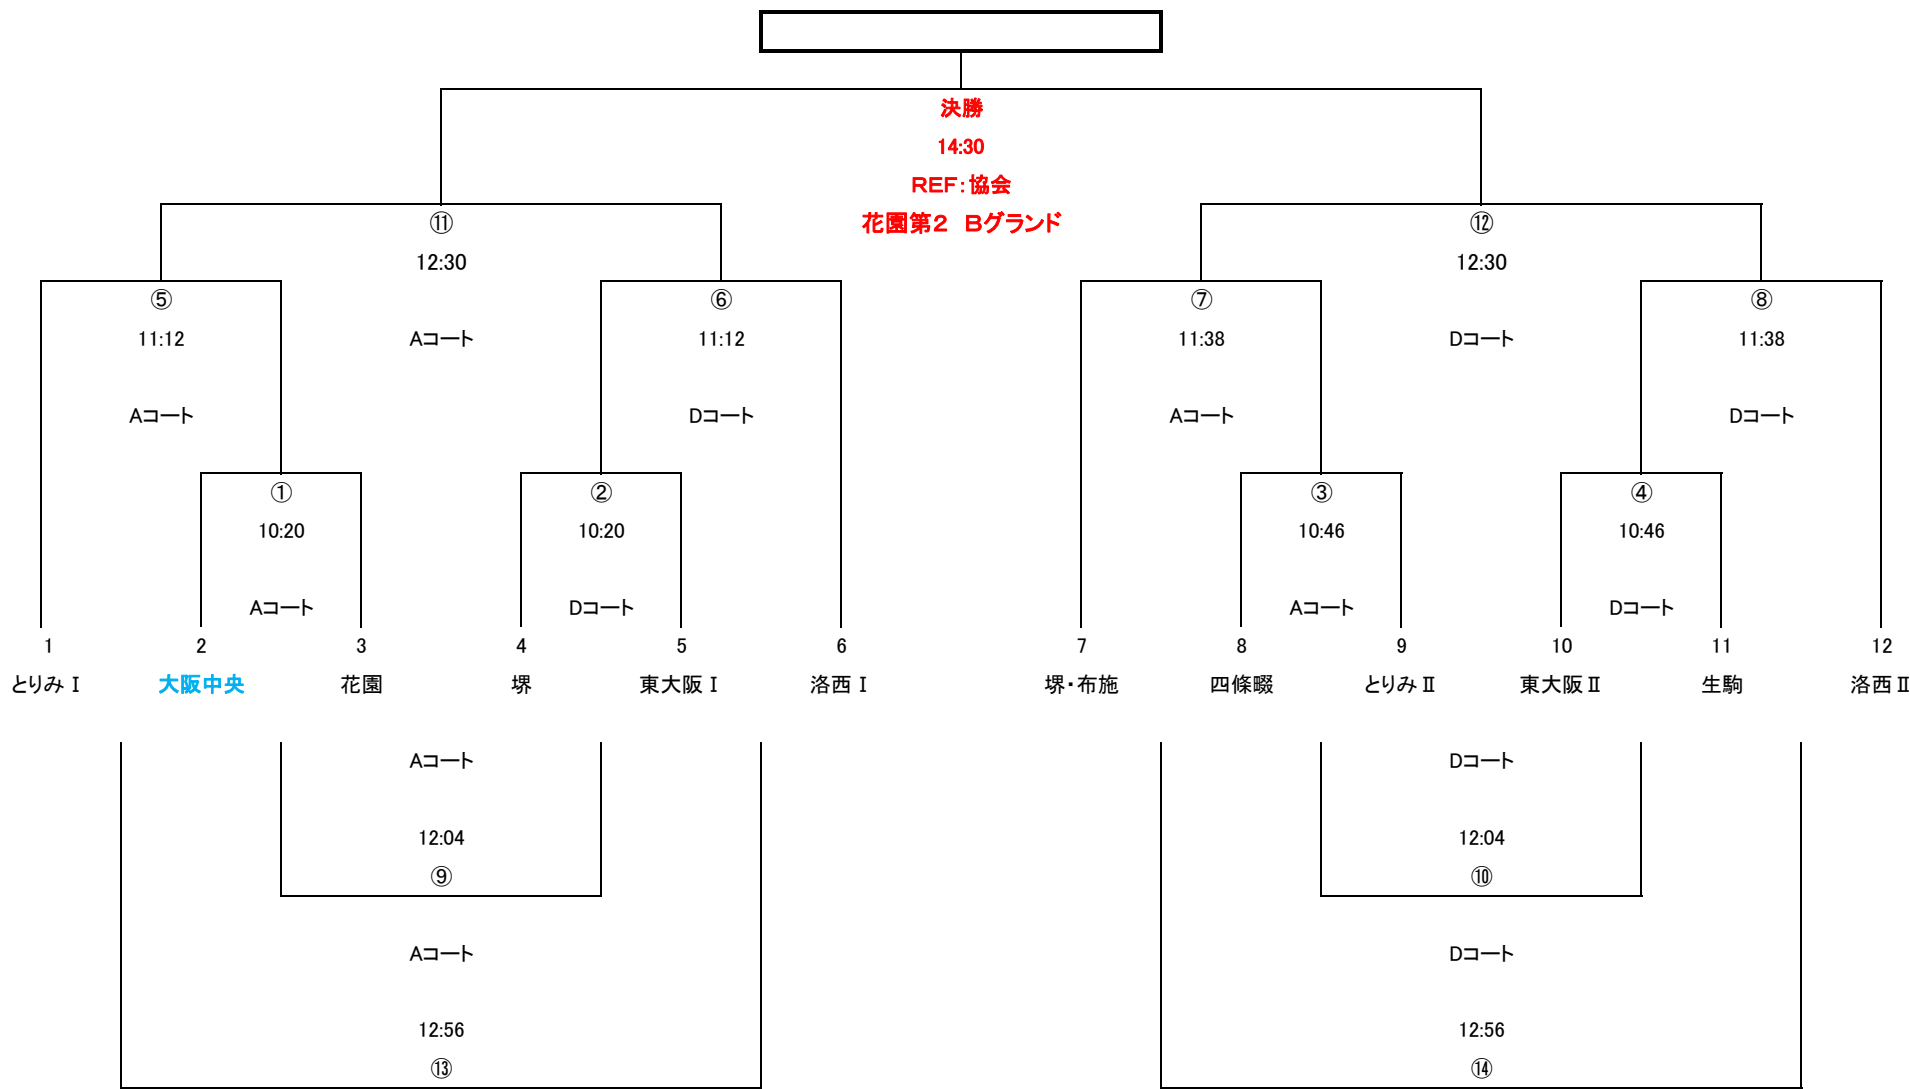 決勝
14:30
REF:協会
花園第2 Bグランド
⑪ ⑫
12:30 12:30
⑤ ⑥ ⑦ ⑧
11:12 Aコート 11:12 11:38 Dコート 11:38
Aコート Dコート Aコート Dコート
① ② ③ ④
10:20 10:20 10:46 10:46
Aコート Dコート Aコート Dコート
1 2 3 4 5 6 7 8 9 10 11 12
とりみⅠ 大阪中央 花園 堺 東大阪Ⅰ 洛西Ⅰ 堺・布施 四條畷 とりみⅡ 東大阪Ⅱ 生駒 洛西Ⅱ
Aコート Dコート
12:04 12:04
⑨ ⑩
Aコート Dコート
12:56 12:56
⑬ ⑭